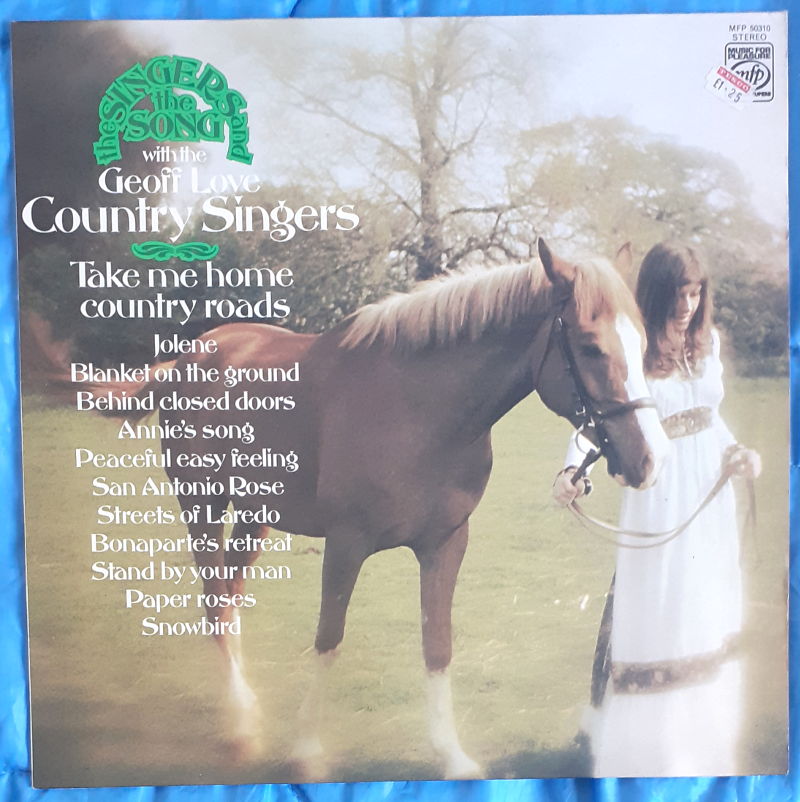 the SINGERS and
the
SONG
with the
Geoff Love
Country Singers
Take me home
country roads
Jolene
Blanket on the ground
Behind closed doors
Annie's song
Peaceful easy feeling
San Antonio Rose
Streets of Laredo
Bonaparte's retreat
Stand by your man
Paper roses
Snowbird
MFP 50310
STEREO
MUSIC FOR
PLEASURE
mfp
£1.25